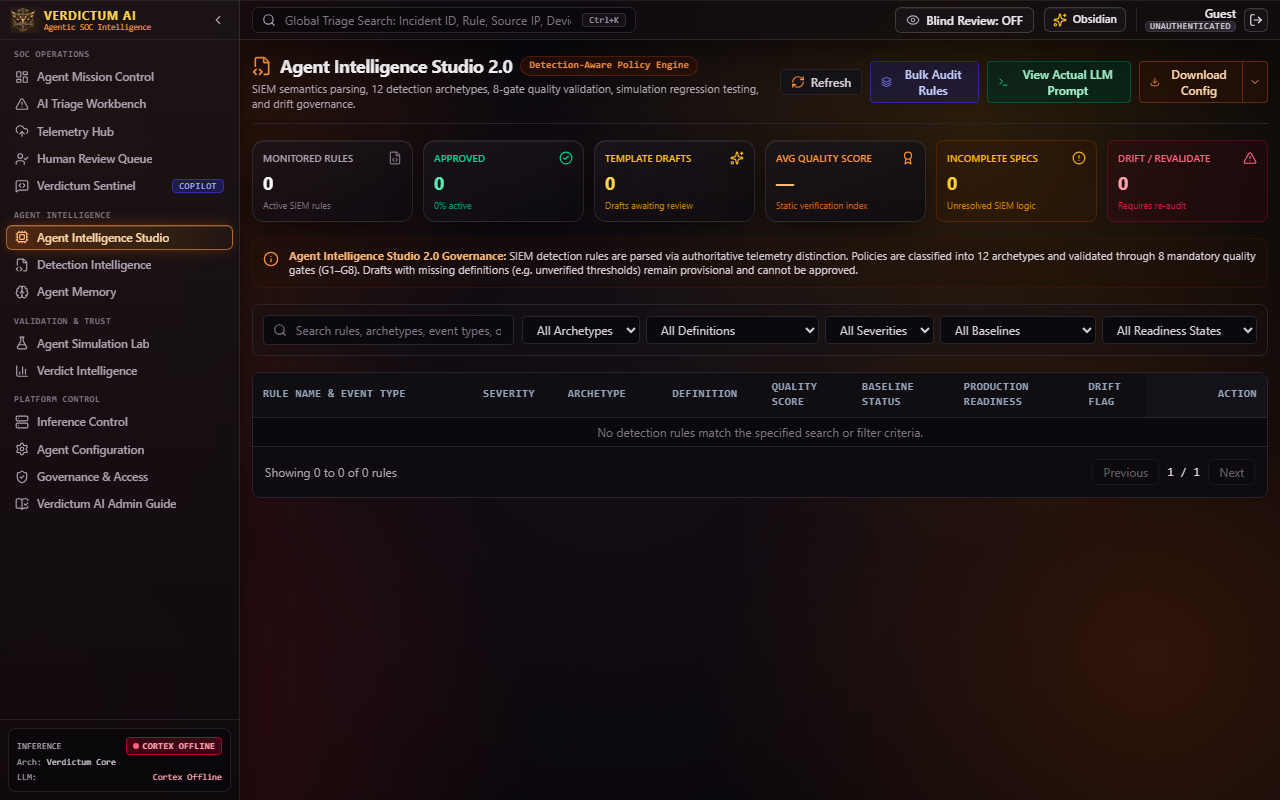 VERDICTUM AI
Agentic SOC Intelligence
SOC OPERATIONS
Agent Mission Control
AI Triage Workbench
Telemetry Hub
Human Review Queue
Verdictum Sentinel COPILOT
AGENT INTELLIGENCE
Agent Intelligence Studio
Detection Intelligence
Agent Memory
VALIDATION & TRUST
Agent Simulation Lab
Verdict Intelligence
PLATFORM CONTROL
Inference Control
Agent Configuration
Governance & Access
Verdictum AI Admin Guide
INFERENCE CORTEX OFFLINE
Arch: Verdictum Core
LLM: Cortex Offline
Global Triage Search: Incident ID, Rule, Source IP, Devi Ctrl+K
Blind Review: OFF
Obsidian
Guest
UNAUTHENTICATED
Agent Intelligence Studio 2.0 Detection-Aware Policy Engine
SIEM semantics parsing, 12 detection archetypes, 8-gate quality validation, simulation regression testing,
and drift governance.
Refresh
Bulk Audit
Rules
View Actual LLM
Prompt
Download
Config
MONITORED RULES
0
Active SIEM rules
APPROVED
0
0% active
TEMPLATE DRAFTS
0
Drafts awaiting review
AVG QUALITY SCORE
—
Static verification index
INCOMPLETE SPECS
0
Unresolved SIEM logic
DRIFT / REVALIDATE
0
Requires re-audit
Agent Intelligence Studio 2.0 Governance: SIEM detection rules are parsed via authoritative telemetry distinction. Policies are classified into 12 archetypes and validated through 8 mandatory quality
gates (G1–G8). Drafts with missing definitions (e.g. unverified thresholds) remain provisional and cannot be approved.
Search rules, archetypes, event types, o
All Archetypes
All Definitions
All Severities
All Baselines
All Readiness States
RULE NAME & EVENT TYPE
SEVERITY
ARCHETYPE
DEFINITION
QUALITY
SCORE
BASELINE
STATUS
PRODUCTION
READINESS
DRIFT
FLAG
ACTION
No detection rules match the specified search or filter criteria.
Showing 0 to 0 of 0 rules
Previous 1 / 1 Next